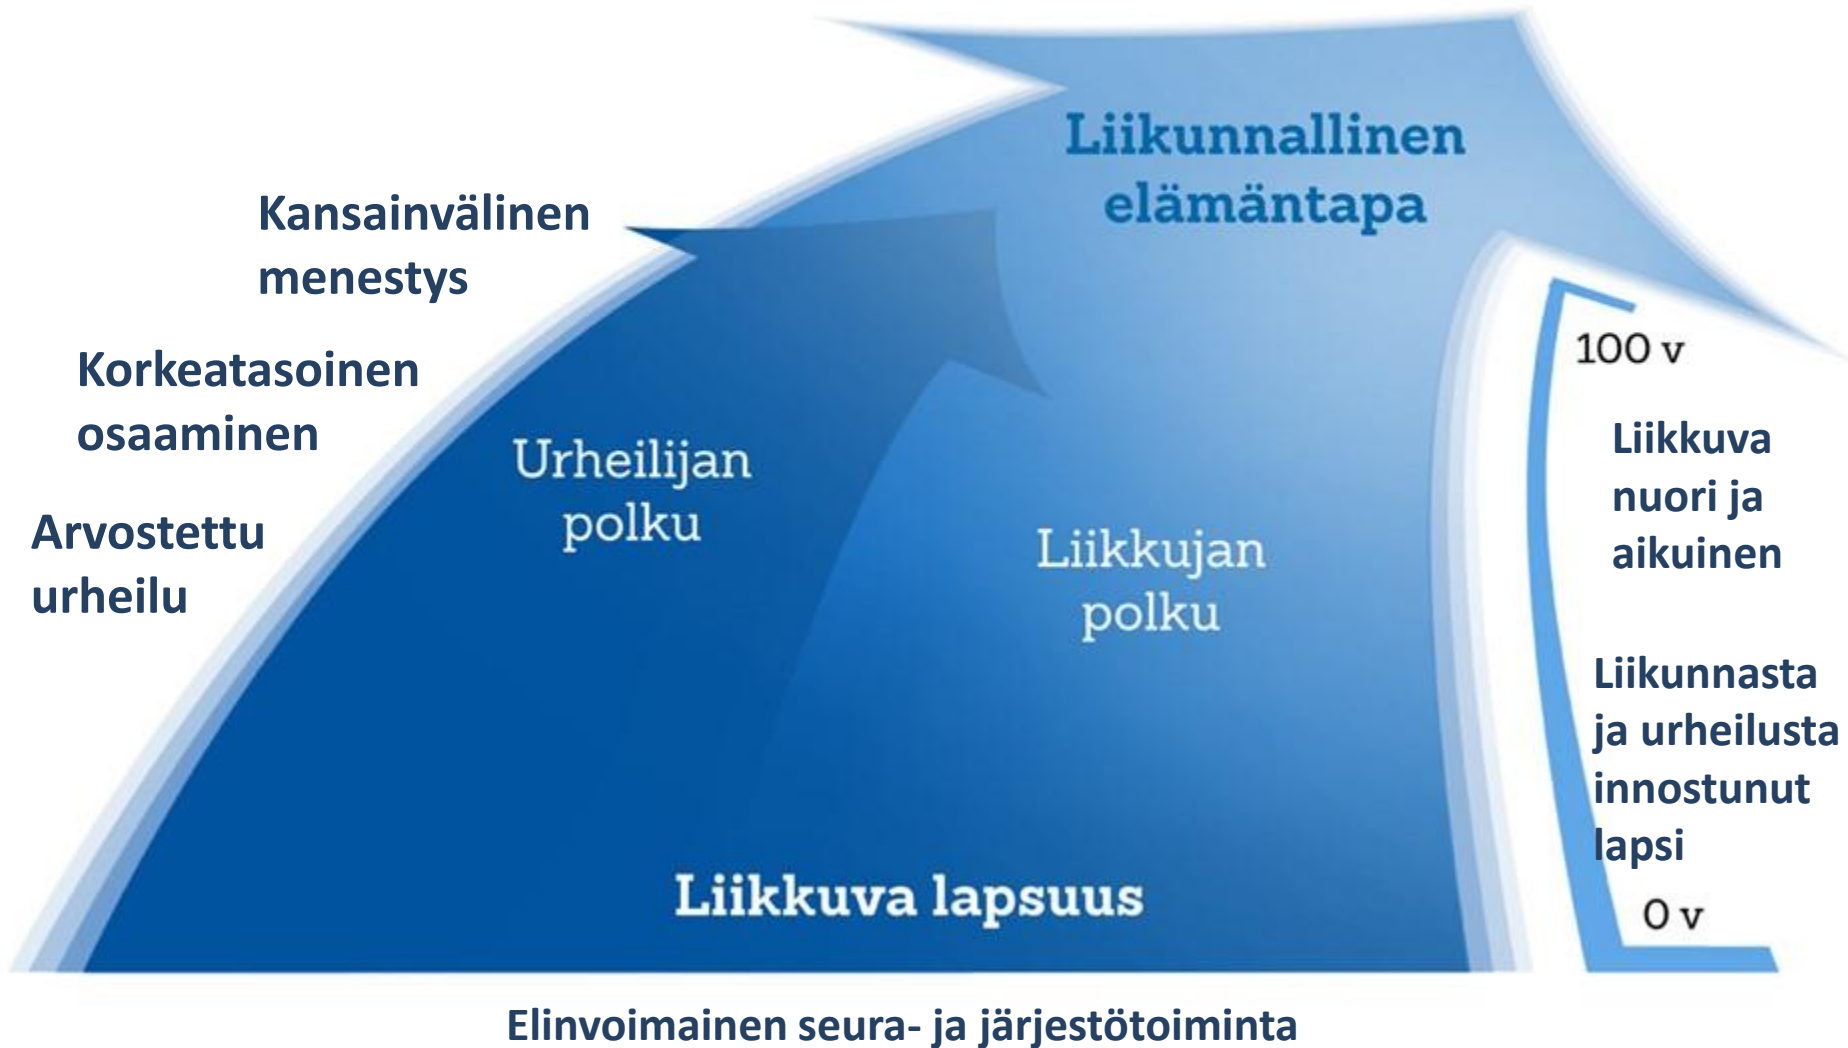 Liikunnallinen
elämäntapa
Kansainvälinen
menestys
Korkeatasoinen
osaaminen
Arvostettu
urheilu
Urheilijan
polku
Liikkujan
polku
100 v
Liikkuva
nuori ja
aikuinen
Liikunnasta
ja urheilusta
innostunut
lapsi
0 v
Liikkuva lapsuus
Elinvoimainen seura- ja järjestötoiminta